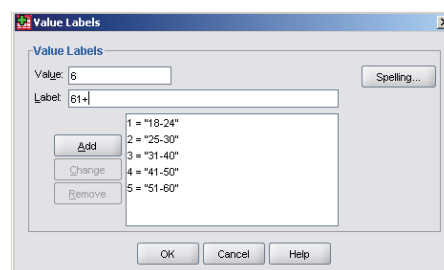 Value Labels
Value Labels
Value: 6
Spelling...
Label: 61+
1 = "18-24"
Add
2 = "25-30"
3 = "31-40"
Change
4 = "41-50"
Remove
5 = "51-60"
OK Cancel Help